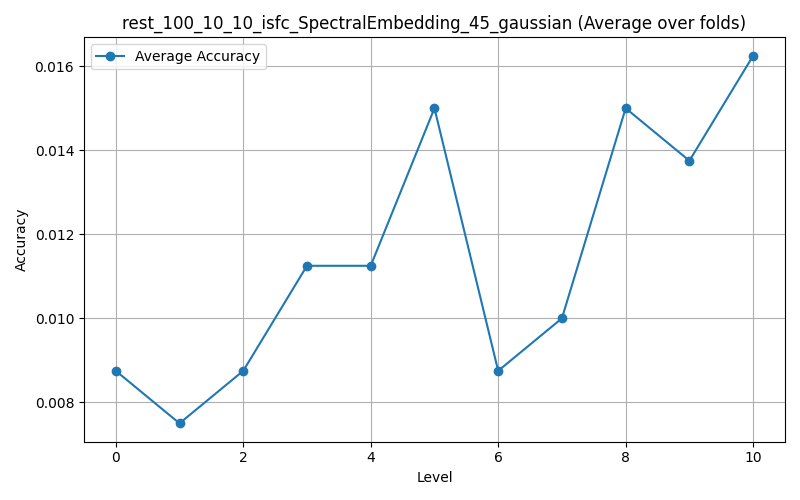 rest_100_10_10_isfc_SpectralEmbedding_45_gaussian (Average over folds)
Average Accuracy
0.016
0.014
0.012
0.010
0.008
Accuracy
0 2 4 6 8 10
Level